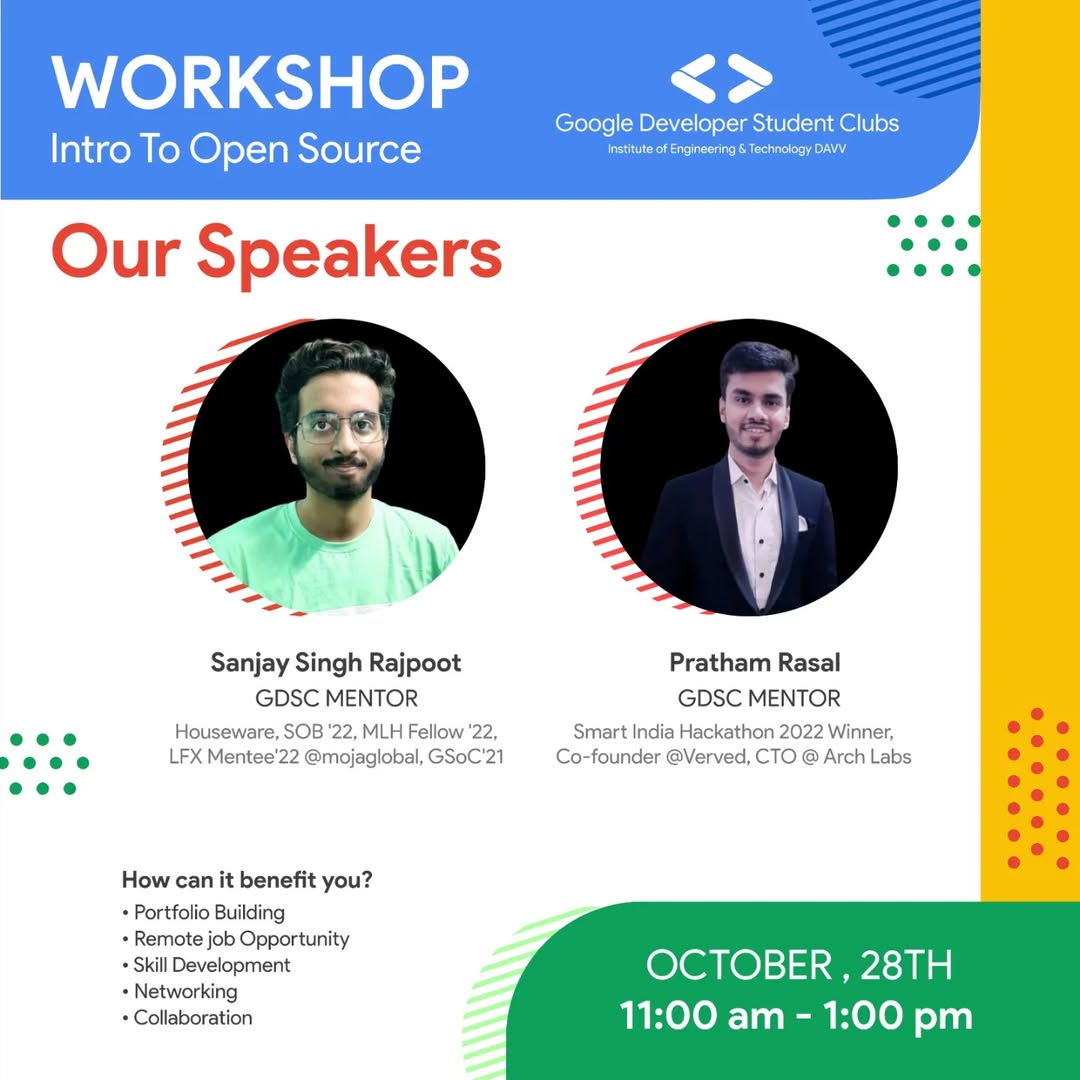 WORKSHOP
Intro To Open Source
Google Developer Student Clubs
Institute of Engineering & Technology DAVV
Our Speakers
Sanjay Singh Rajpoot
GDSC MENTOR
Houseware, SOB '22, MLH Fellow '22,
LFX Mentee'22 @mojaglobal, GSoC'21
Pratham Rasal
GDSC MENTOR
Smart India Hackathon 2022 Winner,
Co-founder @Verved, CTO @ Arch Labs
How can it benefit you?
• Portfolio Building
• Remote job Opportunity
• Skill Development
• Networking
• Collaboration
OCTOBER , 28TH
11:00 am - 1:00 pm